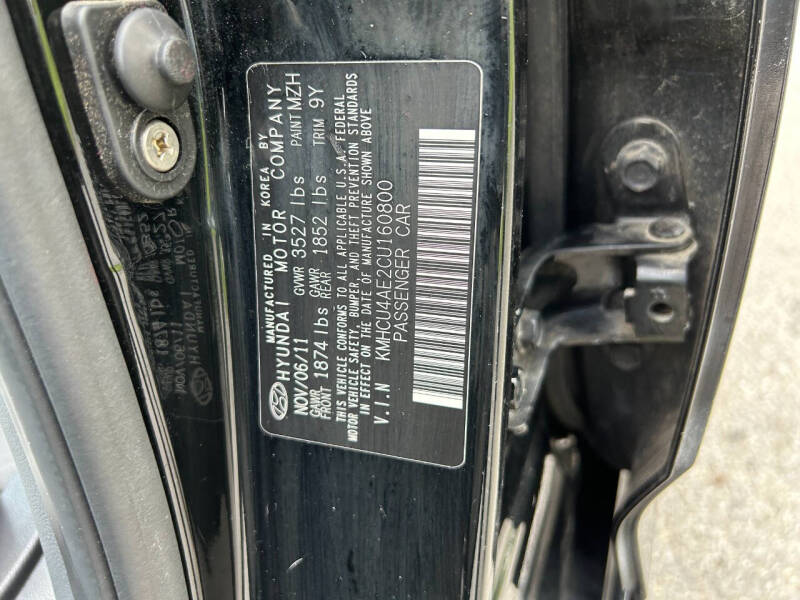 MANUFACTURED IN KOREA BY
HYUNDAI MOTOR COMPANY
NOV/06/11 GVWR 3527 lbs PAINT MZH
GAWR FRONT 1874 lbs GAWR REAR 1852 lbs TRIM 9Y
THIS VEHICLE CONFORMS TO ALL APPLICABLE U.S.A. FEDERAL
MOTOR VEHICLE SAFETY, BUMPER, AND THEFT PREVENTION STANDARDS
IN EFFECT ON THE DATE OF MANUFACTURE SHOWN ABOVE
V.I.N KMHCU4AE2CU160800
PASSENGER CAR